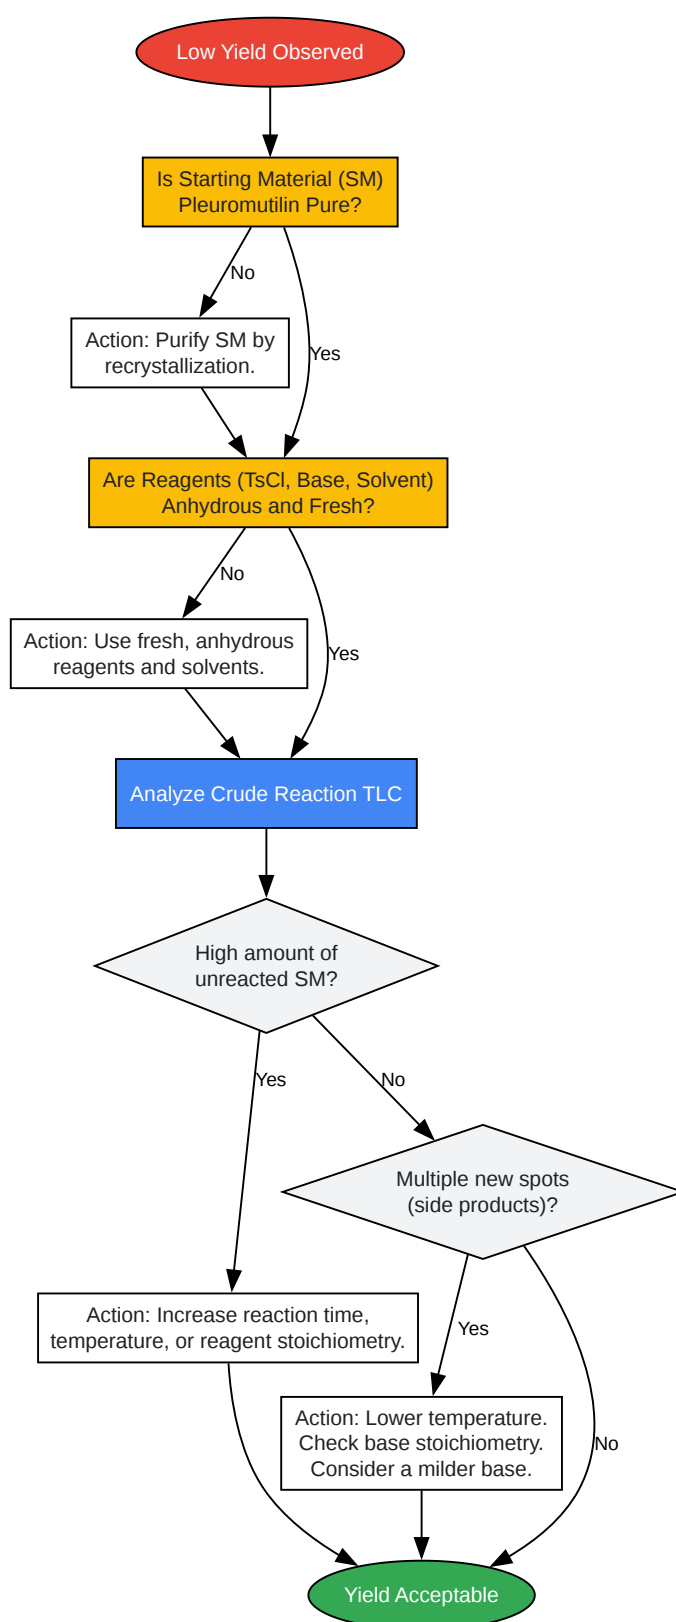 Low Yield Observed
Is Starting Material (SM)
Pleuromutilin Pure?
No
Yes
Action: Purify SM by
recrystallization.
Are Reagents (TsCl, Base, Solvent)
Anhydrous and Fresh?
No
Yes
Action: Use fresh, anhydrous
reagents and solvents.
Analyze Crude Reaction TLC
High amount of
unreacted SM?
Yes
No
Multiple new spots
(side products)?
Action: Increase reaction time,
temperature, or reagent stoichiometry.
Yes
No
Action: Lower temperature.
Check base stoichiometry.
Consider a milder base.
Yield Acceptable